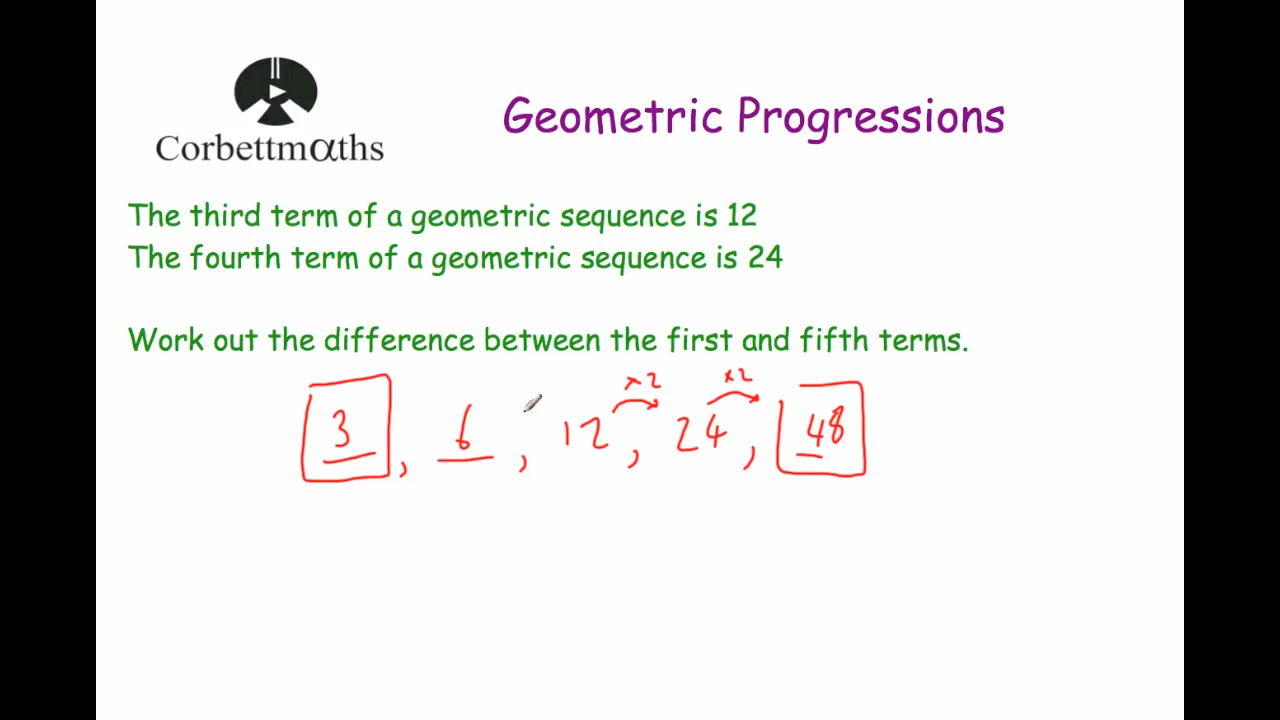 Corbettmαths
Geometric Progressions
The third term of a geometric sequence is 12
The fourth term of a geometric sequence is 24
Work out the difference between the first and fifth terms.
×2 ×2
3, 6, 12, 24, 48